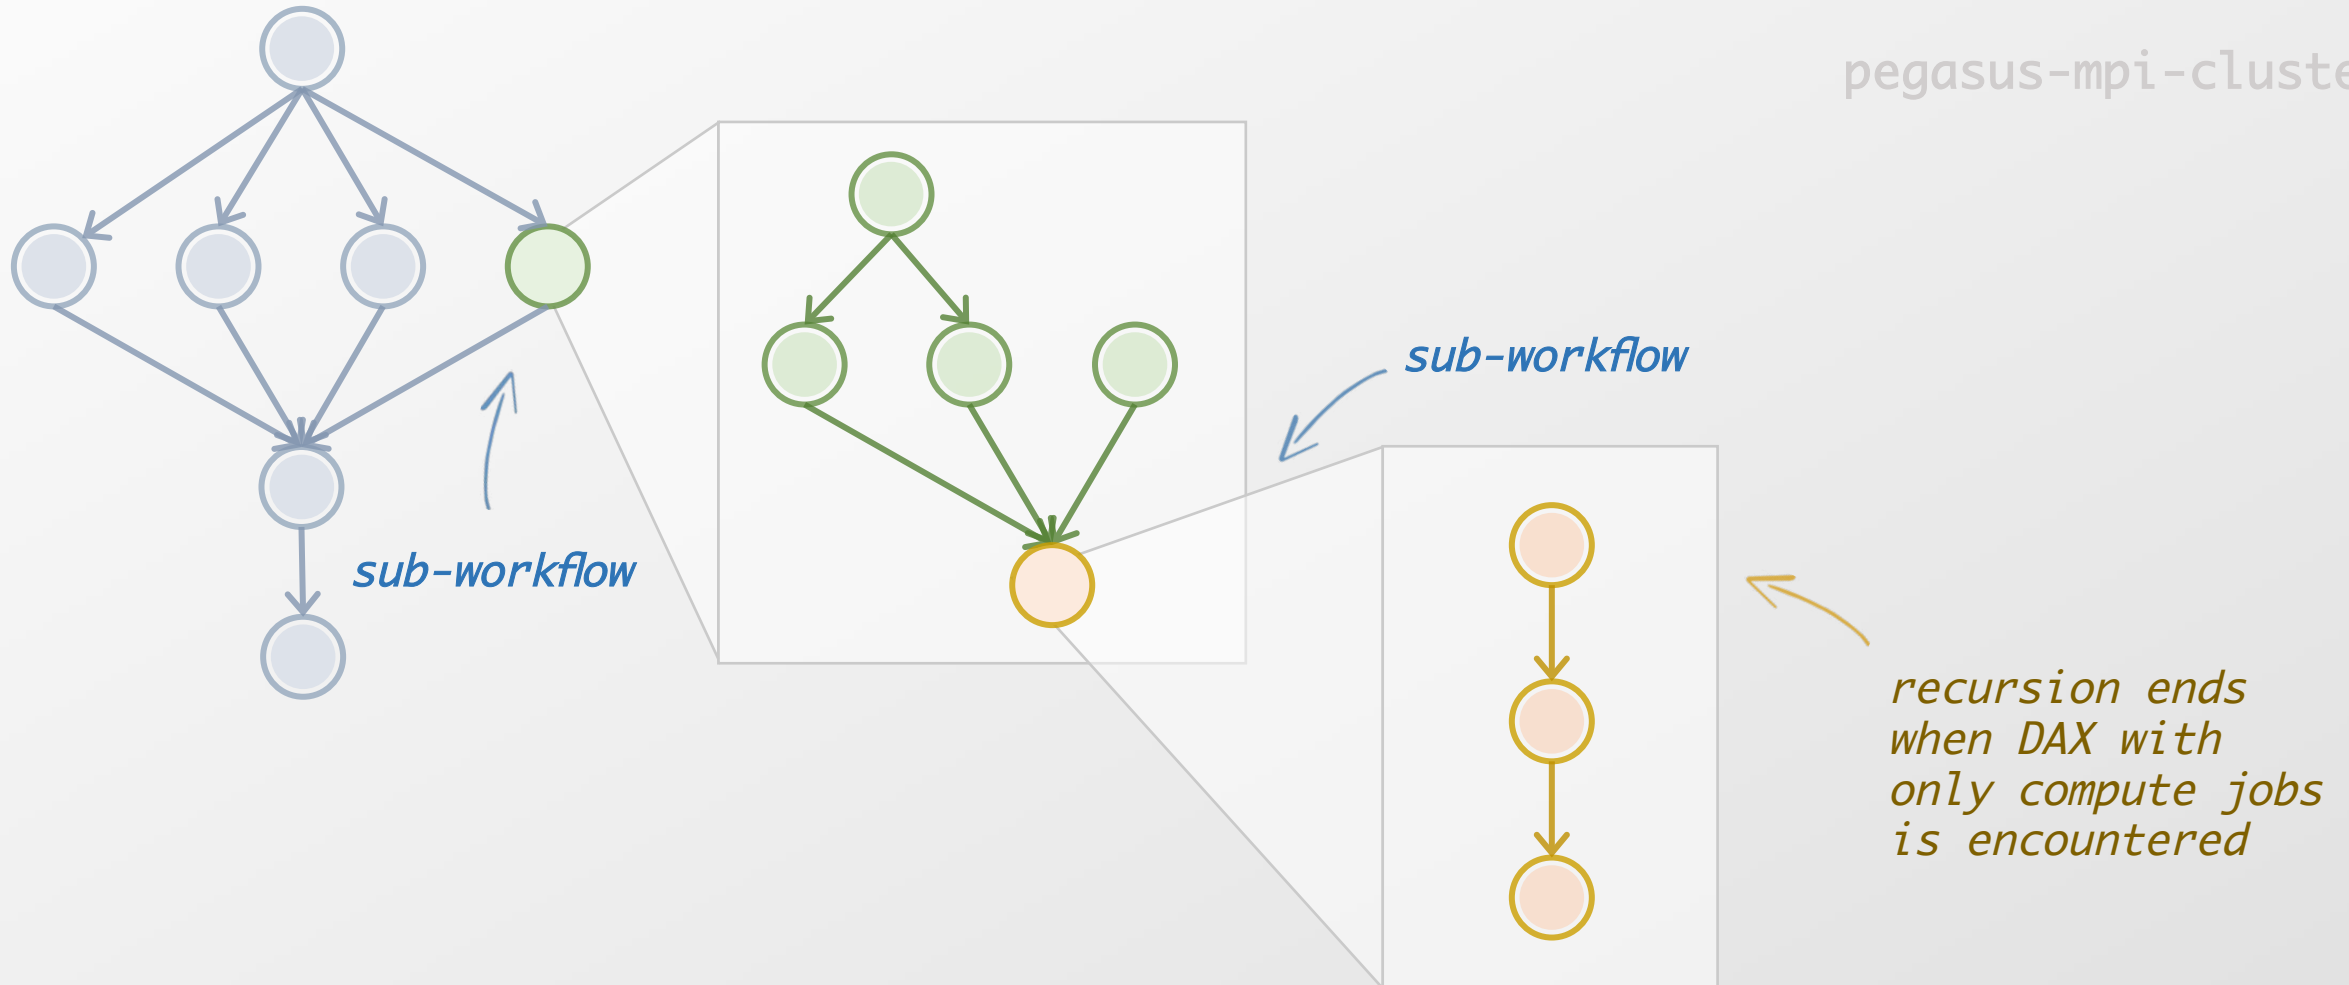 pegasus-mpi-cluste
sub-workflow
sub-workflow
recursion ends
when DAX with
only compute jobs
is encountered